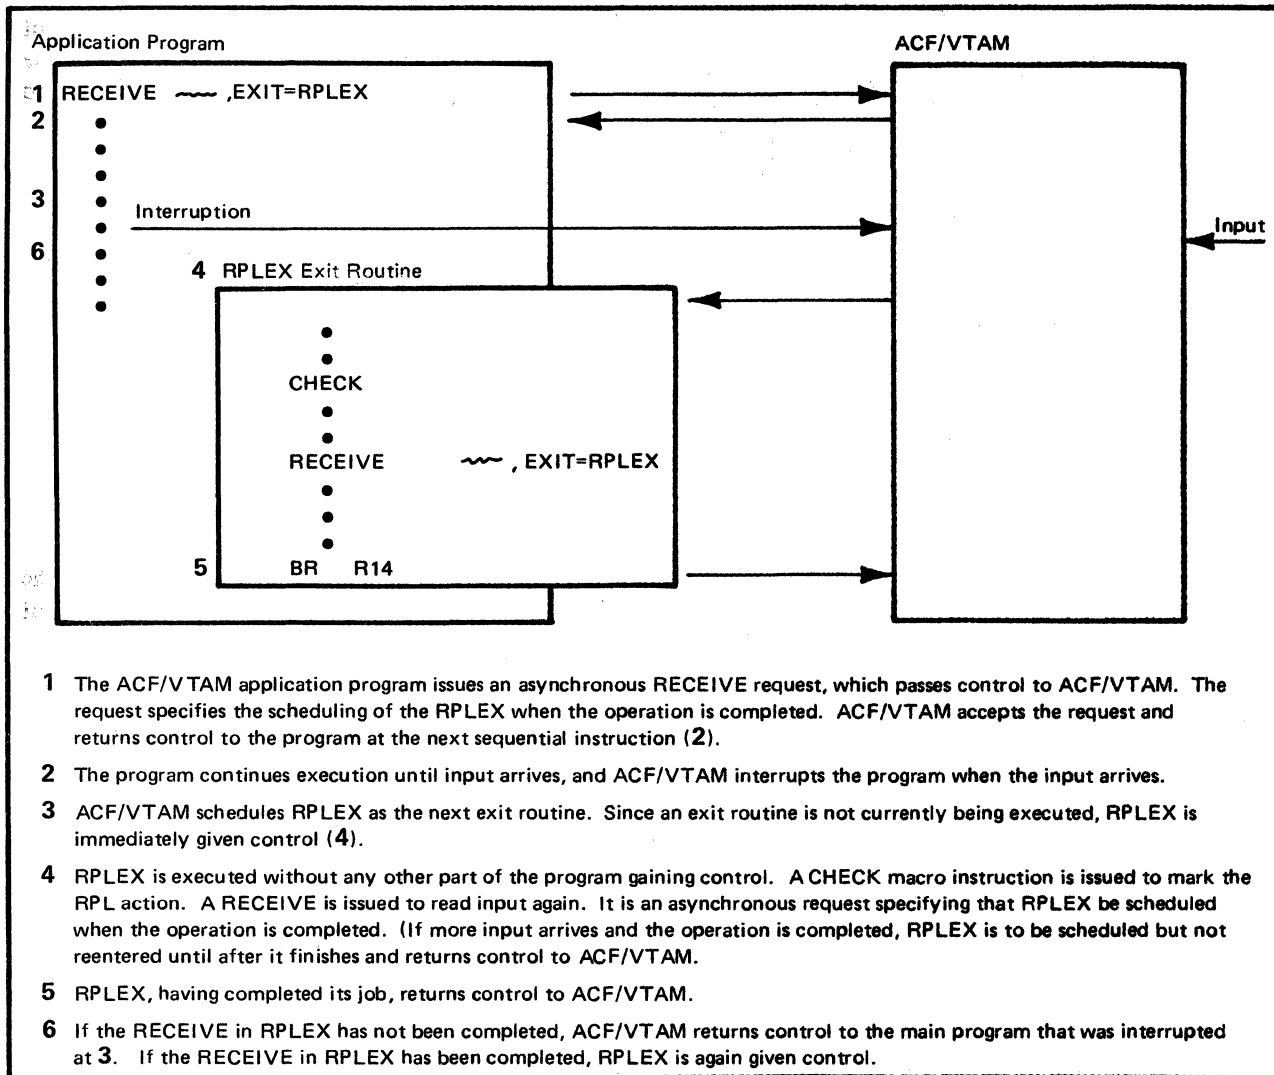 Application Program
ACF/VTAM
1 RECEIVE ,EXIT=RPLEX
2
3
Interruption
Input
6
4 RPLEX Exit Routine
CHECK
RECEIVE , EXIT=RPLEX
5 BR R14
1 The ACF/VTAM application program issues an asynchronous RECEIVE request, which passes control to ACF/VTAM. The
request specifies the scheduling of the RPLEX when the operation is completed. ACF/VTAM accepts the request and
returns control to the program at the next sequential instruction (2).
2 The program continues execution until input arrives, and ACF/VTAM interrupts the program when the input arrives.
3 ACF/VTAM schedules RPLEX as the next exit routine. Since an exit routine is not currently being executed, RPLEX is
immediately given control (4).
4 RPLEX is executed without any other part of the program gaining control. A CHECK macro instruction is issued to mark the
RPL action. A RECEIVE is issued to read input again. It is an asynchronous request specifying that RPLEX be scheduled
when the operation is completed. (If more input arrives and the operation is completed, RPLEX is to be scheduled but not
reentered until after it finishes and returns control to ACF/VTAM.
5 RPLEX, having completed its job, returns control to ACF/VTAM.
6 If the RECEIVE in RPLEX has not been completed, ACF/VTAM returns control to the main program that was interrupted
at 3. If the RECEIVE in RPLEX has been completed, RPLEX is again given control.